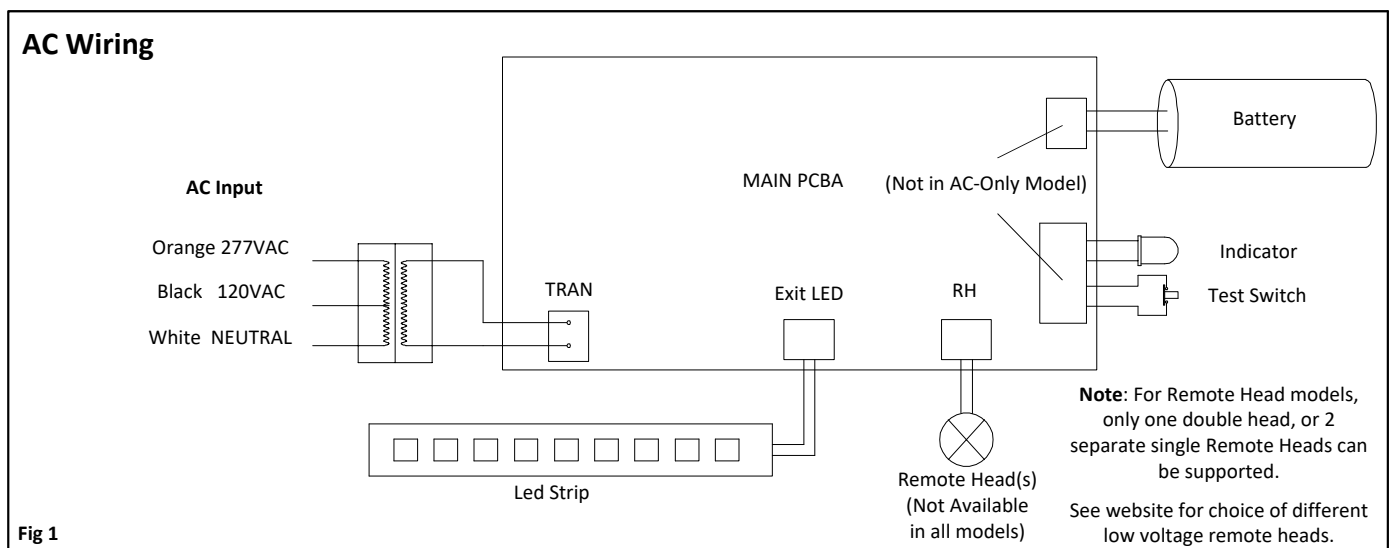 AC Wiring
AC Input
Orange 277VAC
Black 120VAC
White NEUTRAL
TRAN
MAIN PCBA
(Not in AC-Only Model)
Battery
Indicator
Test Switch
Exit LED
RH
Led Strip
Remote Head(s)
(Not Available
in all models)
Note: For Remote Head models,
only one double head, or 2
separate single Remote Heads can
be supported.
See website for choice of different
low voltage remote heads.
Fig 1